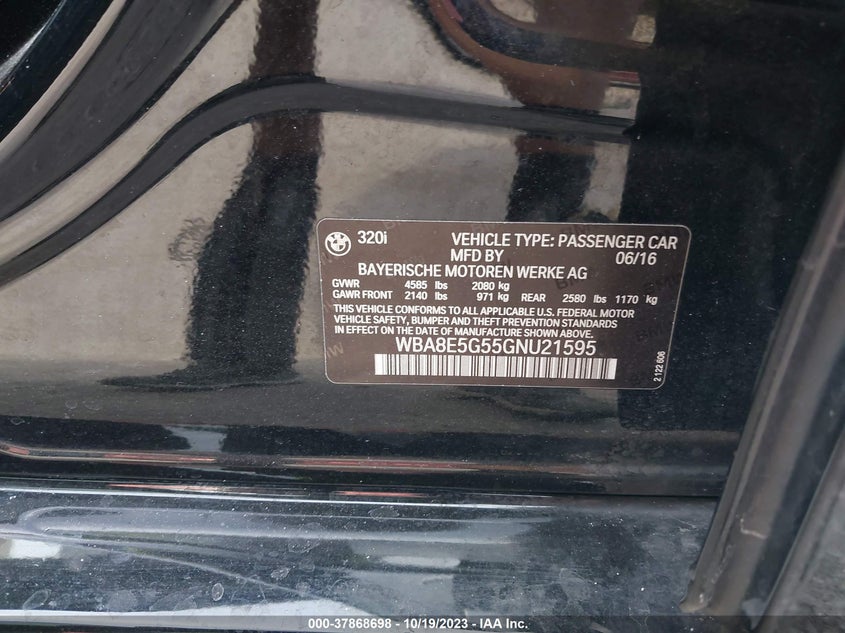 320i VEHICLE TYPE: PASSENGER CAR
MFD BY 06/16
BAYERISCHE MOTOREN WERKE AG
GVWR 4585 lbs 2080 kg
GAWR FRONT 2140 lbs 971 kg REAR 2580 lbs 1170 kg
THIS VEHICLE CONFORMS TO ALL APPLICABLE U.S. FEDERAL MOTOR
VEHICLE SAFETY, BUMPER AND THEFT PREVENTION STANDARDS
IN EFFECT ON THE DATE OF MANUFACTURE SHOWN ABOVE.
WBA8E5G55GNU21595
2 122 606
000-37868698 - 10/19/2023 - IAA Inc.